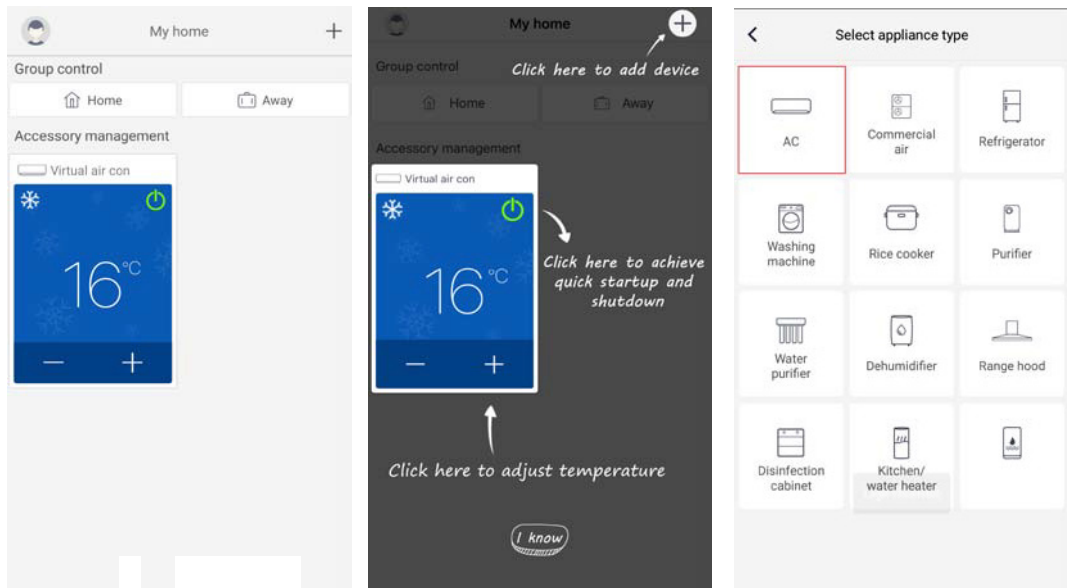 My home
+
Group control
Home
Away
Accessory management
Virtual air con
16°C
− +
My home
+
Click here to add device
Group control
Home
Away
Accessory management
Virtual air con
16°C
− +
Click here to achieve
quick startup and
shutdown
Click here to adjust temperature
I know
Select appliance type
AC
Commercial
air
Refrigerator
Washing
machine
Rice cooker
Purifier
Water
purifier
Dehumidifier
Range hood
Disinfection
cabinet
Kitchen/
water heater